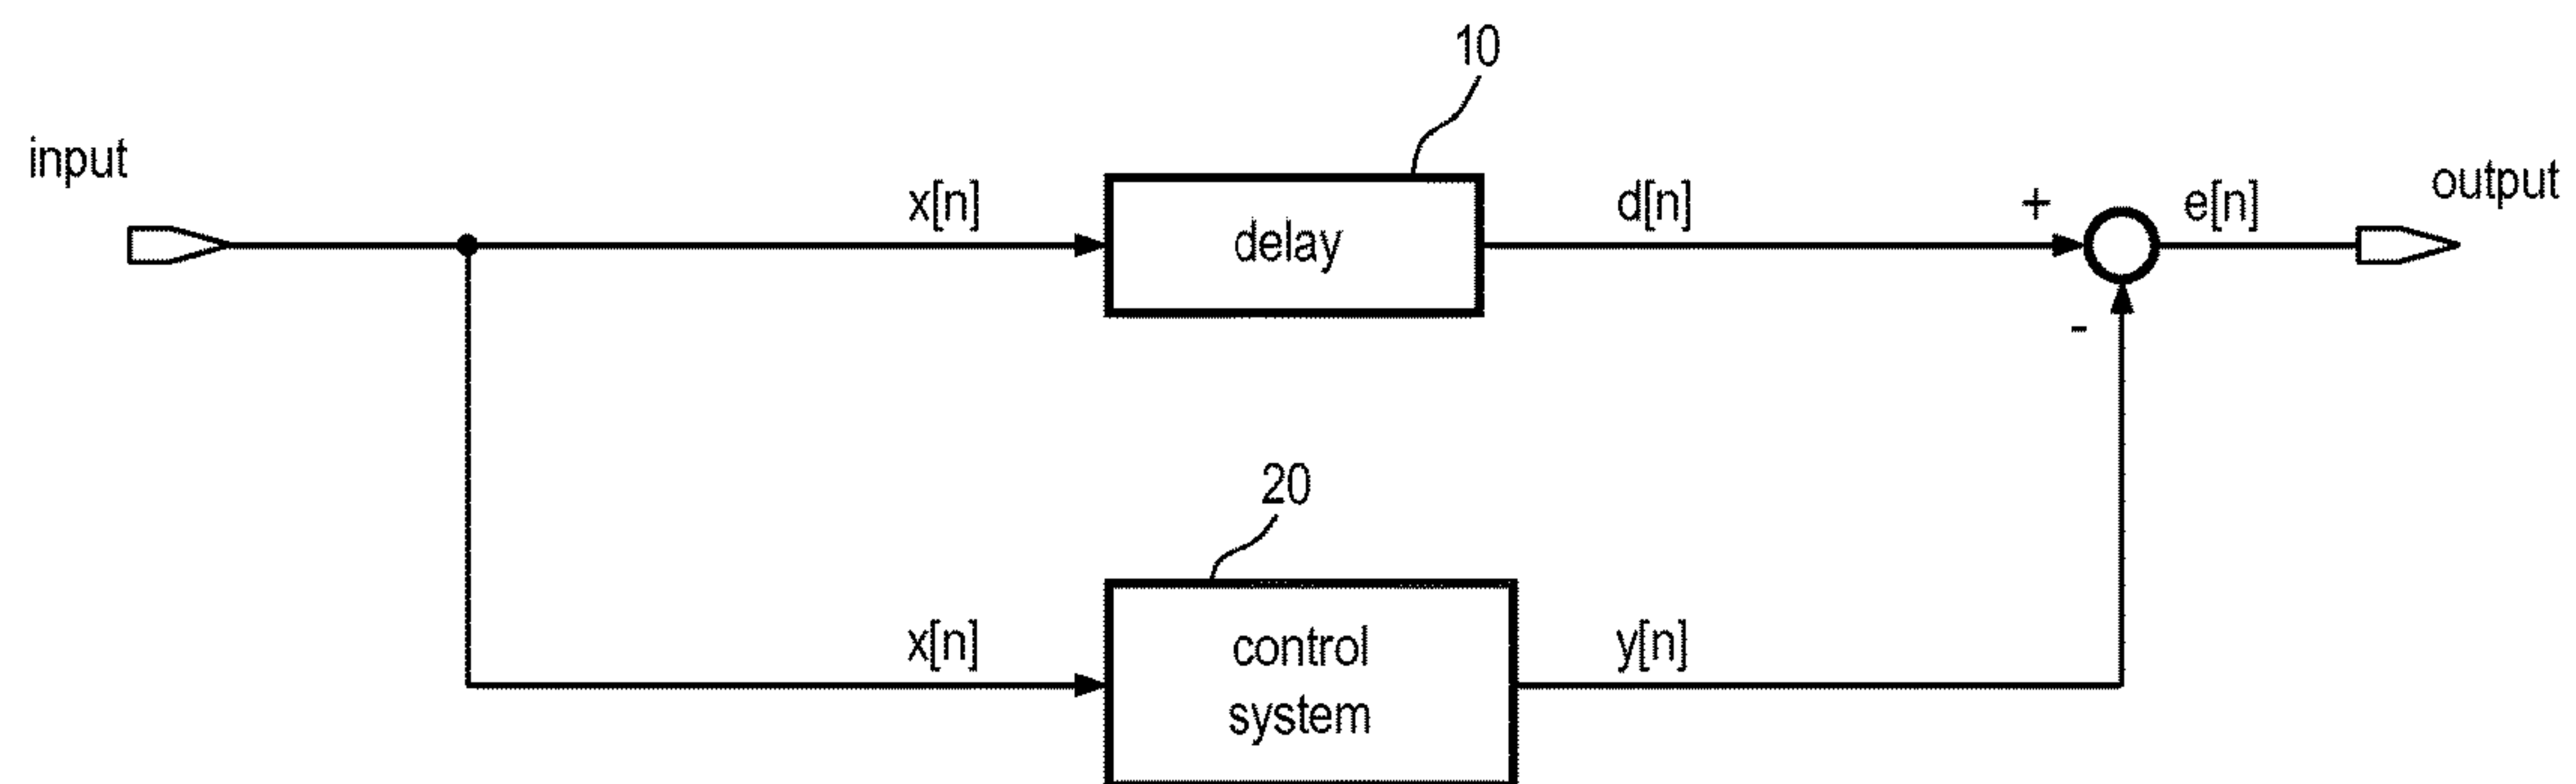 10
input
x[n]
delay
d[n]
+
e[n]
output
-
20
x[n]
control
system
y[n]